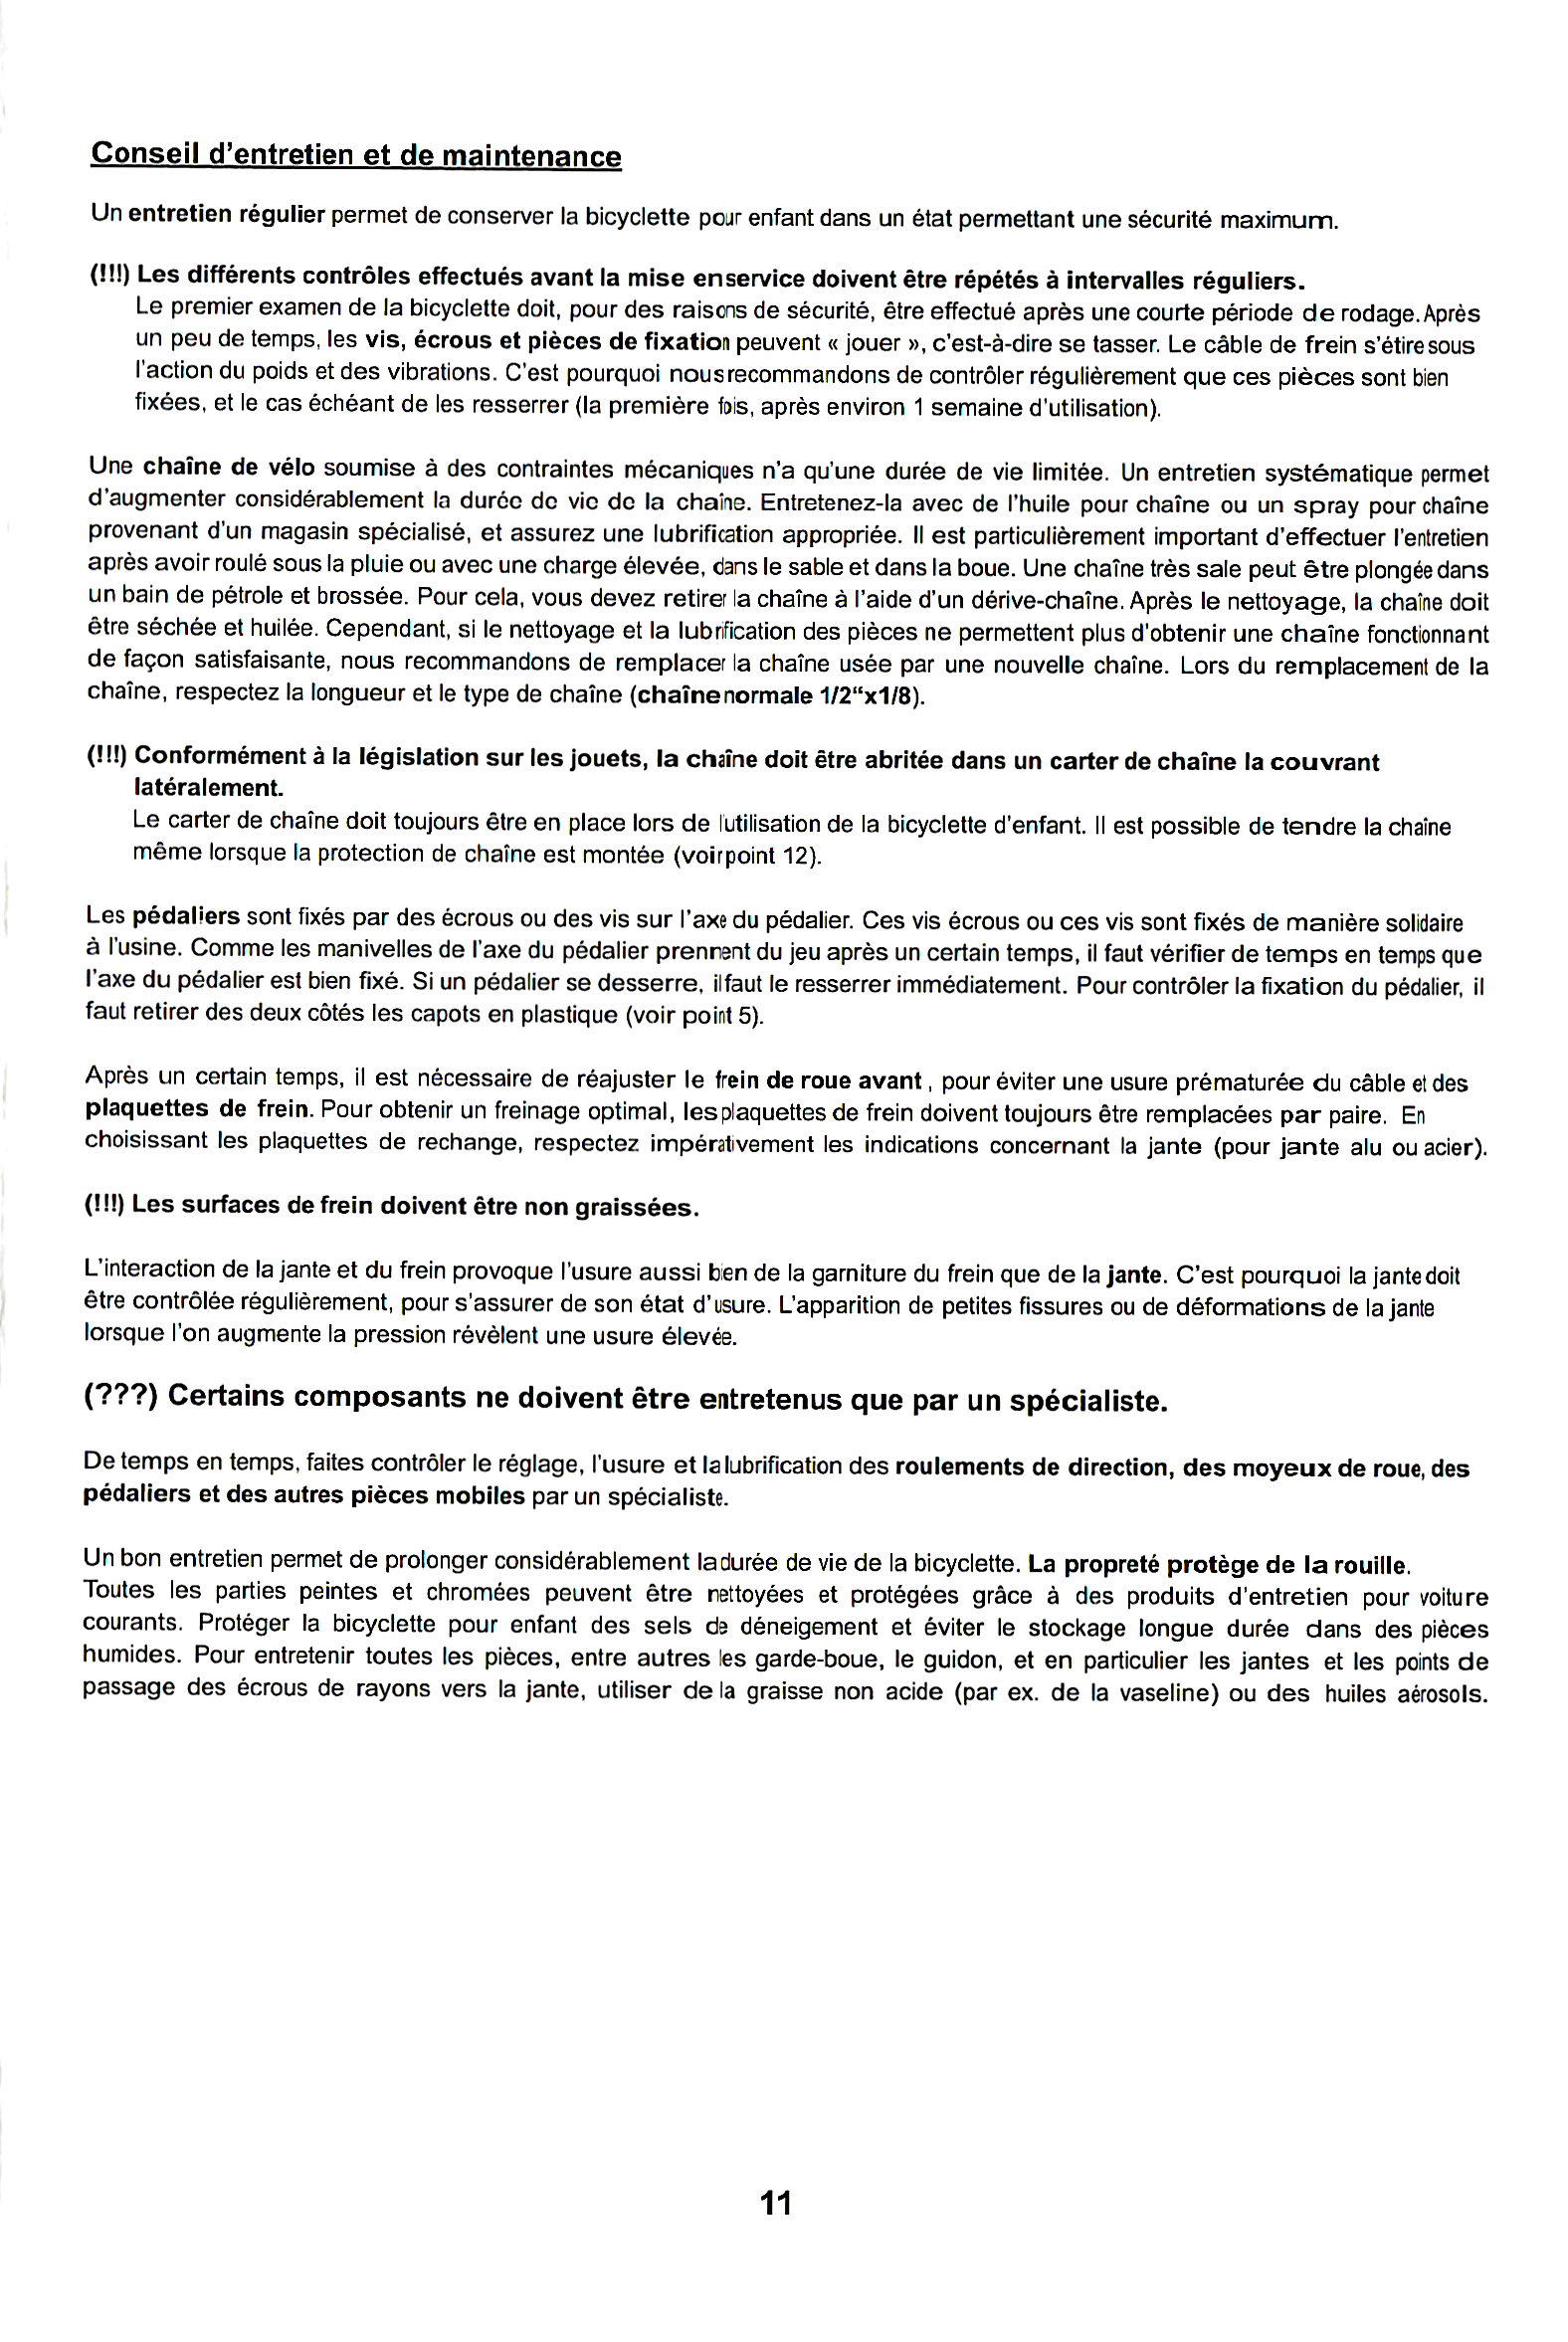 Conseil d'entretien et de maintenance
Un entretien régulier permet de conserver la bicyclette pour enfant dans un état permettant une sécurité maximum.
(!!!) Les différents contrôles effectués avant la mise en service doivent être répétés à intervalles réguliers.
Le premier examen de la bicyclette doit, pour des raisons de sécurité, être effectué après une courte période de rodage. Après
un peu de temps, les vis, écrous et pièces de fixation peuvent « jouer », c'est-à-dire se tasser. Le câble de frein s'étire sous
l'action du poids et des vibrations. C'est pourquoi nous recommandons de contrôler régulièrement que ces pièces sont bien
fixées, et le cas échéant de les resserrer (la première fois, après environ 1 semaine d'utilisation).
Une chaîne de vélo soumise à des contraintes mécaniques n'a qu'une durée de vie limitée. Un entretien systématique permet
d'augmenter considérablement la durée de vie de la chaîne. Entretenez-la avec de l'huile pour chaîne ou un spray pour chaîne
provenant d'un magasin spécialisé, et assurez une lubrification appropriée. Il est particulièrement important d'effectuer l'entretien
après avoir roulé sous la pluie ou avec une charge élevée, dans le sable et dans la boue. Une chaîne très sale peut être plongée dans
un bain de pétrole et brossée. Pour cela, vous devez retirer la chaîne à l'aide d'un dérive-chaîne. Après le nettoyage, la chaîne doit
être séchée et huilée. Cependant, si le nettoyage et la lubrification des pièces ne permettent plus d'obtenir une chaîne fonctionnant
de façon satisfaisante, nous recommandons de remplacer la chaîne usée par une nouvelle chaîne. Lors du remplacement de la
chaîne, respectez la longueur et le type de chaîne (chaîne normale 1/2“x1/8).
(!!!) Conformément à la législation sur les jouets, la chaîne doit être abritée dans un carter de chaîne la couvrant
latéralement.
Le carter de chaîne doit toujours être en place lors de l'utilisation de la bicyclette d'enfant. Il est possible de tendre la chaîne
même lorsque la protection de chaîne est montée (voir point 12).
Les pédaliers sont fixés par des écrous ou des vis sur l'axe du pédalier. Ces vis écrous ou ces vis sont fixés de manière solidaire
à l'usine. Comme les manivelles de l'axe du pédalier prennent du jeu après un certain temps, il faut vérifier de temps en temps que
l'axe du pédalier est bien fixé. Si un pédalier se desserre, il faut le resserrer immédiatement. Pour contrôler la fixation du pédalier, il
faut retirer des deux côtés les capots en plastique (voir point 5).
Après un certain temps, il est nécessaire de réajuster le frein de roue avant , pour éviter une usure prématurée du câble et des
plaquettes de frein. Pour obtenir un freinage optimal, les plaquettes de frein doivent toujours être remplacées par paire. En
choisissant les plaquettes de rechange, respectez impérativement les indications concernant la jante (pour jante alu ou acier).
(!!!) Les surfaces de frein doivent être non graissées.
L'interaction de la jante et du frein provoque l'usure aussi bien de la garniture du frein que de la jante. C'est pourquoi la jante doit
être contrôlée régulièrement, pour s'assurer de son état d'usure. L'apparition de petites fissures ou de déformations de la jante
lorsque l'on augmente la pression révèlent une usure élevée.
(???) Certains composants ne doivent être entretenus que par un spécialiste.
De temps en temps, faites contrôler le réglage, l'usure et la lubrification des roulements de direction, des moyeux de roue, des
pédaliers et des autres pièces mobiles par un spécialiste.
Un bon entretien permet de prolonger considérablement la durée de vie de la bicyclette. La propreté protège de la rouille.
Toutes les parties peintes et chromées peuvent être nettoyées et protégées grâce à des produits d'entretien pour voiture
courants. Protéger la bicyclette pour enfant des sels de déneigement et éviter le stockage longue durée dans des pièces
humides. Pour entretenir toutes les pièces, entre autres les garde-boue, le guidon, et en particulier les jantes et les points de
passage des écrous de rayons vers la jante, utiliser de la graisse non acide (par ex. de la vaseline) ou des huiles aérosols.
11